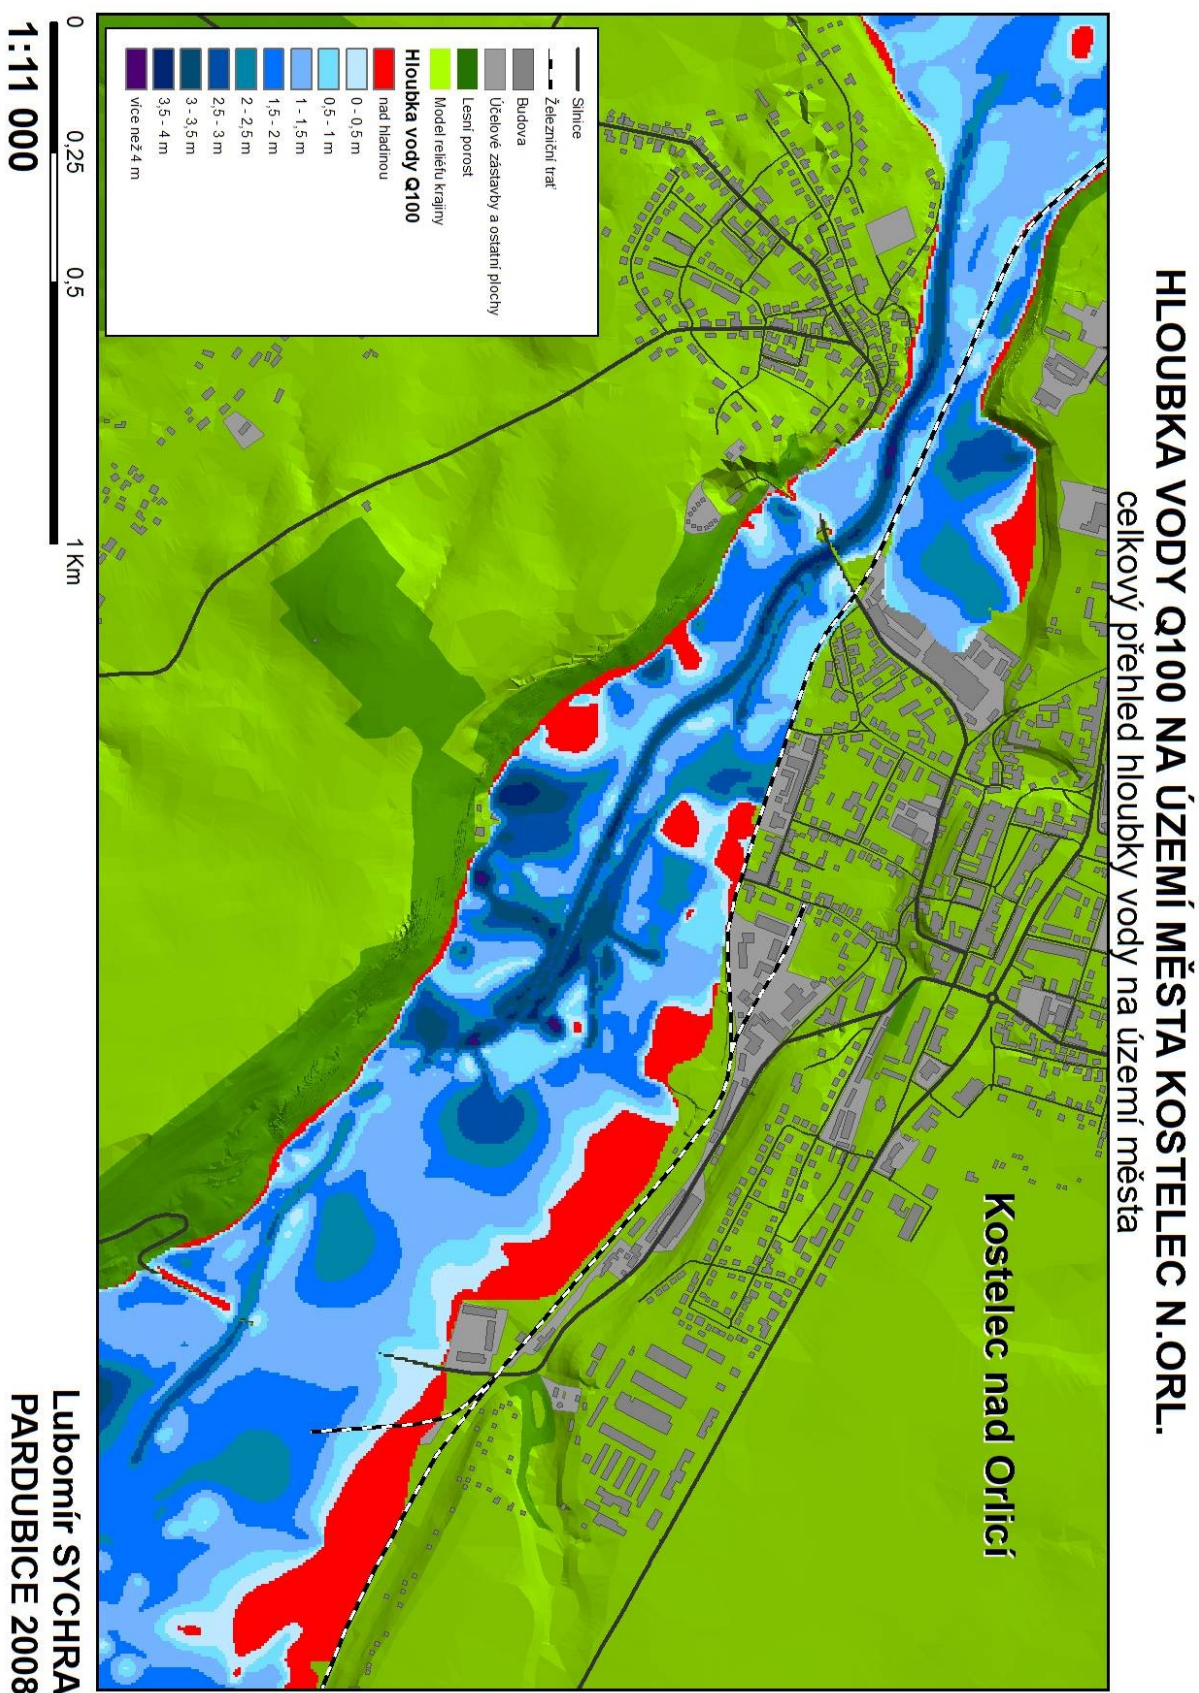 HLOUBKA VODY Q100 NA ÚZEMÍ MĚSTA KOSTELEC N.ORL.
celkový přehled hloubky vody na území města
Kostelec nad Orlicí
Silnice
Železniční trať
Budova
Účelové zástavby a ostatní plochy
Lesní porost
Model reliéfu krajiny
Hloubka vody Q100
nad hladinou
0 - 0,5 m
0,5 - 1 m
1 - 1,5 m
1,5 - 2 m
2 - 2,5 m
2,5 - 3 m
3 - 3,5 m
3,5 - 4 m
více než 4 m
0 0,25 0,5 1 Km
1:11 000
Lubomír SYCHRA
PARDUBICE 2008